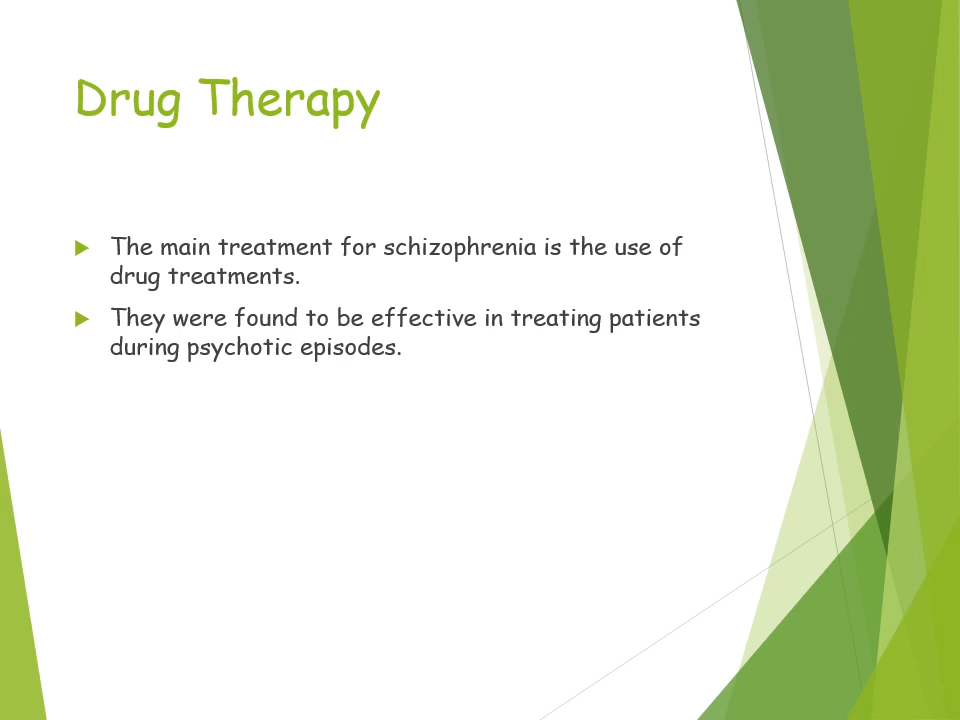 Drug Therapy
The main treatment for schizophrenia is the use of
drug treatments.
They were found to be effective in treating patients
during psychotic episodes.